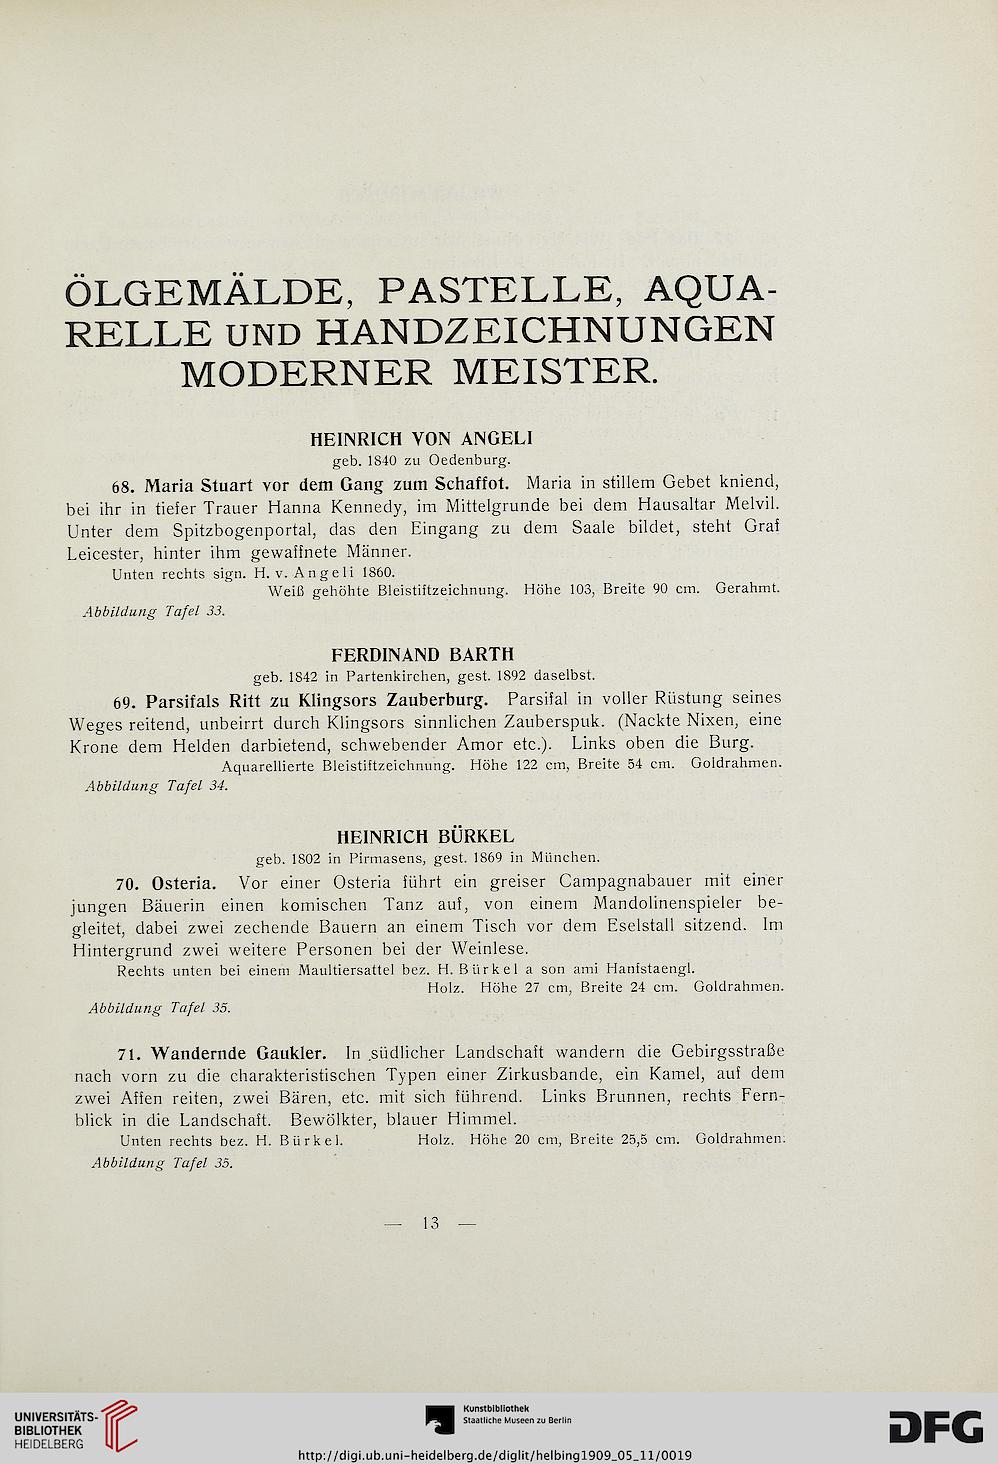 ÖLGEMÄLDE, PASTELLE, AQUA-
RELLE UND HANDZEICHNUNGEN
MODERNER MEISTER.
HEINRICH VON ANGELI
geb. 1840 zu Oedenburg.
68. Maria Stuart vor dem Gang zum Schaffot. Maria in stillem Gebet kniend,
bei ihr in tiefer Trauer Hanna Kennedy, im Mittelgrunde bei dem Hausaltar Melvil.
Unter dem Spitzbogenportal, das den Eingang zu dem Saale bildet, steht Graf
Leicester, hinter ihm gewaffnete Männer.
Unten rechts sign. H. v. Angeli 1860.
Weiß gehöhte Bleistiftzeichnung. Höhe 103, Breite 90 cm. Gerahmt.
Abbildung Tafel 33.
FERDINAND BARTH
geb. 1842 in Partenkirchen, gest. 1892 daselbst.
69. Parsifals Ritt zu Klingsors Zauberburg. Parsifal in voller Rüstung seines
Weges reitend, unbeirrt durch Klingsors sinnlichen Zauberspuk. (Nackte Nixen, eine
Krone dem Helden darbietend, schwebender Amor etc.). Links oben die Burg.
Aquarellierte Bleistiftzeichnung. Höhe 122 cm, Breite 54 cm. Goldrahmen.
Abbildung Tafel 34.
HEINRICH BÜRKEL
geb. 1802 in Pirmasens, gest. 1869 in München.
70. Osteria. Vor einer Osteria führt ein greiser Campagnabauer mit einer
jungen Bäuerin einen komischen Tanz auf, von einem Mandolinenspieler be-
gleitet, dabei zwei zechende Bauern an einem Tisch vor dem Eselstall sitzend. Im
Hintergrund zwei weitere Personen bei der Weinlese.
Rechts unten bei einem Maultiersattel bez. H. Bürkel a son ami Hanfstaengl.
Holz. Höhe 27 cm, Breite 24 cm. Goldrahmen.
Abbildung Tafel 35.
71. Wandernde Gaukler. In südlicher Landschaft wandern die Gebirgsstraße
nach vorn zu die charakteristischen Typen einer Zirkusbande, ein Kamel, auf dem
zwei Affen reiten, zwei Bären, etc. mit sich führend. Links Brunnen, rechts Fern-
blick in die Landschaft. Bewölkter, blauer Himmel.
Unten rechts bez. H. Bürkel. Holz. Höhe 20 cm, Breite 25,5 cm. Goldrahmen.
Abbildung Tafel 35.
— 13 —
UNIVERSITÄTS-
BIBLIOTHEK
HEIDELBERG
Kunstbibliothek
Staatliche Museen zu Berlin
DFG
http://digi.ub.uni-heidelberg.de/diglit/helbing1909_05_11/0019